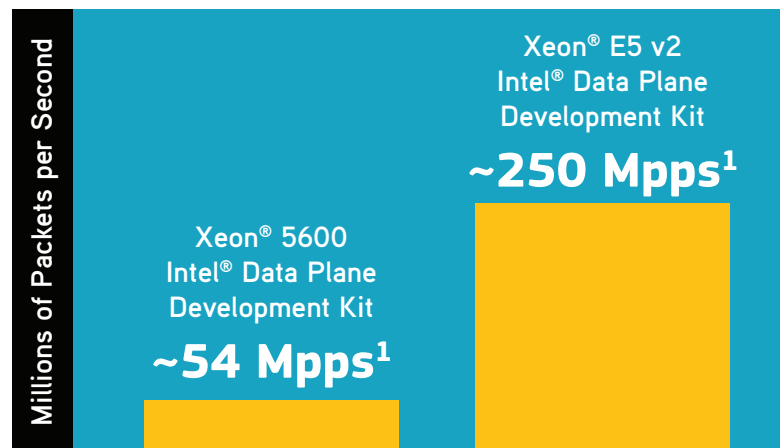 Millions of Packets per Second
Xeon® 5600
Intel® Data Plane
Development Kit
~54 Mpps¹
Xeon® E5 v2
Intel® Data Plane
Development Kit
~250 Mpps¹